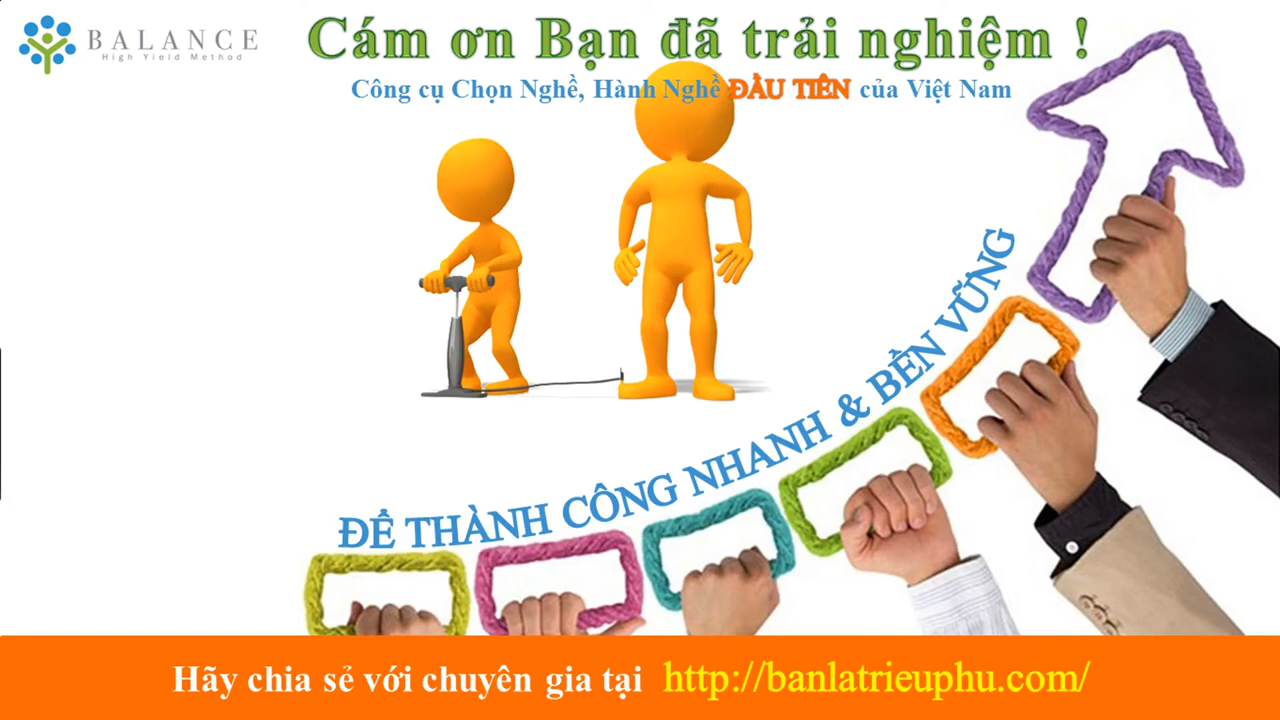 BALANCE
High Yield Method
Cám ơn Bạn đã trải nghiệm !
Công cụ Chọn Nghề, Hành Nghề ĐẦU TIÊN của Việt Nam
ĐỂ THÀNH CÔNG NHANH & BỀN VỮNG
Hãy chia sẻ với chuyên gia tại http://banlatrieuphu.com/